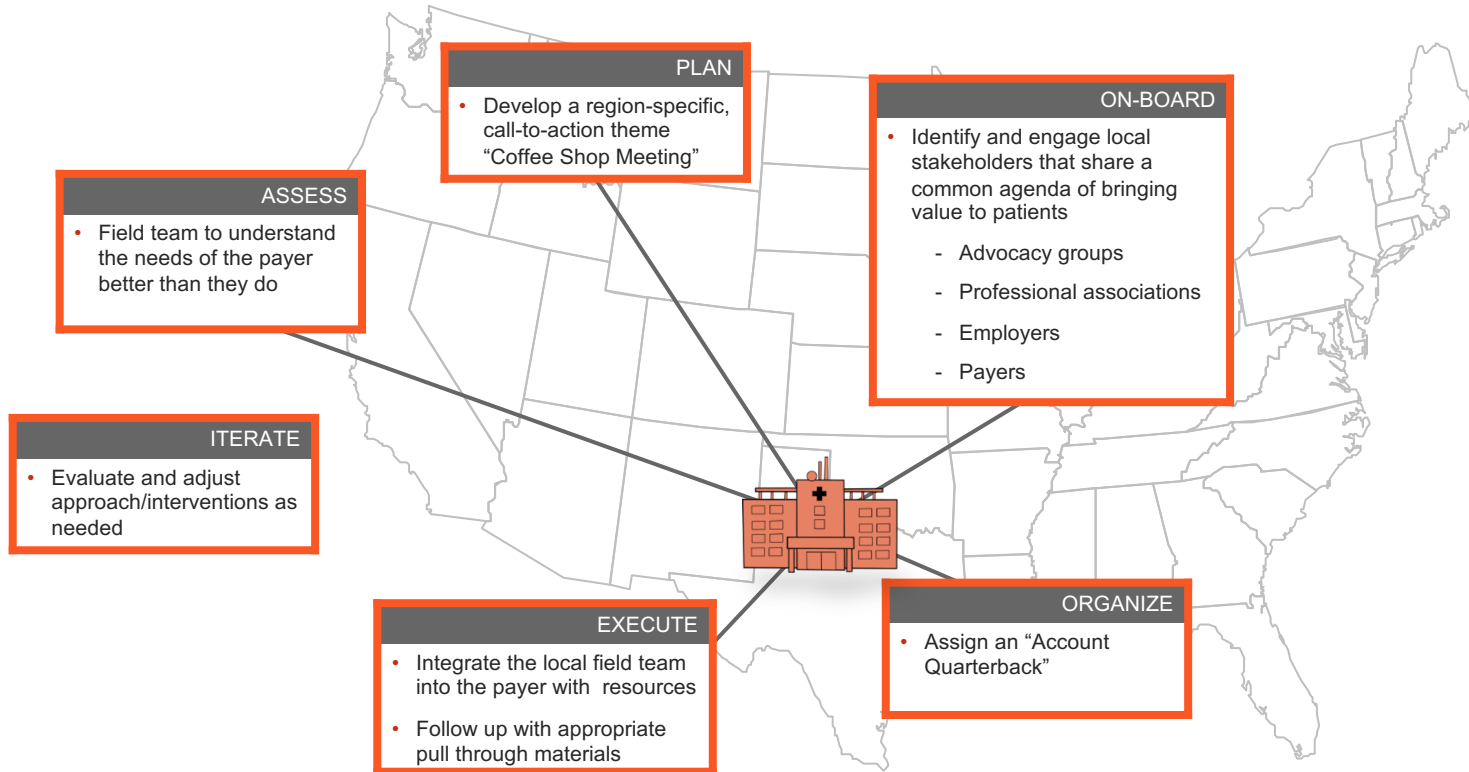 ASSESS
• Field team to understand
the needs of the payer
better than they do
PLAN
• Develop a region-specific,
call-to-action theme
“Coffee Shop Meeting”
ON-BOARD
• Identify and engage local
stakeholders that share a
common agenda of bringing
value to patients
- Advocacy groups
- Professional associations
- Employers
- Payers
ORGANIZE
• Assign an “Account
Quarterback”
EXECUTE
• Integrate the local field team
into the payer with  resources
• Follow up with appropriate
pull through materials
ITERATE
• Evaluate and adjust
approach/interventions as
needed